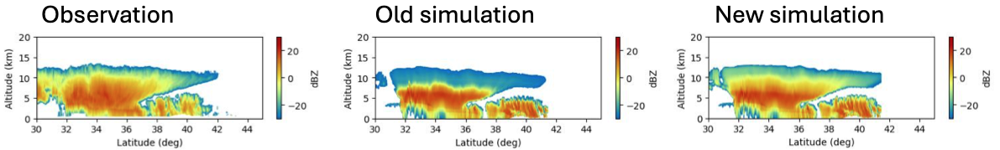 Observation
Old simulation
New simulation
20
15
10
5
0
30 32 34 36 38 40 42 44
Altitude (km)
Latitude (deg)
20
0
−20
dBZ
20
15
10
5
0
30 32 34 36 38 40 42 44
Altitude (km)
Latitude (deg)
20
0
−20
dBZ
20
15
10
5
0
30 32 34 36 38 40 42 44
Altitude (km)
Latitude (deg)
20
0
−20
dBZ